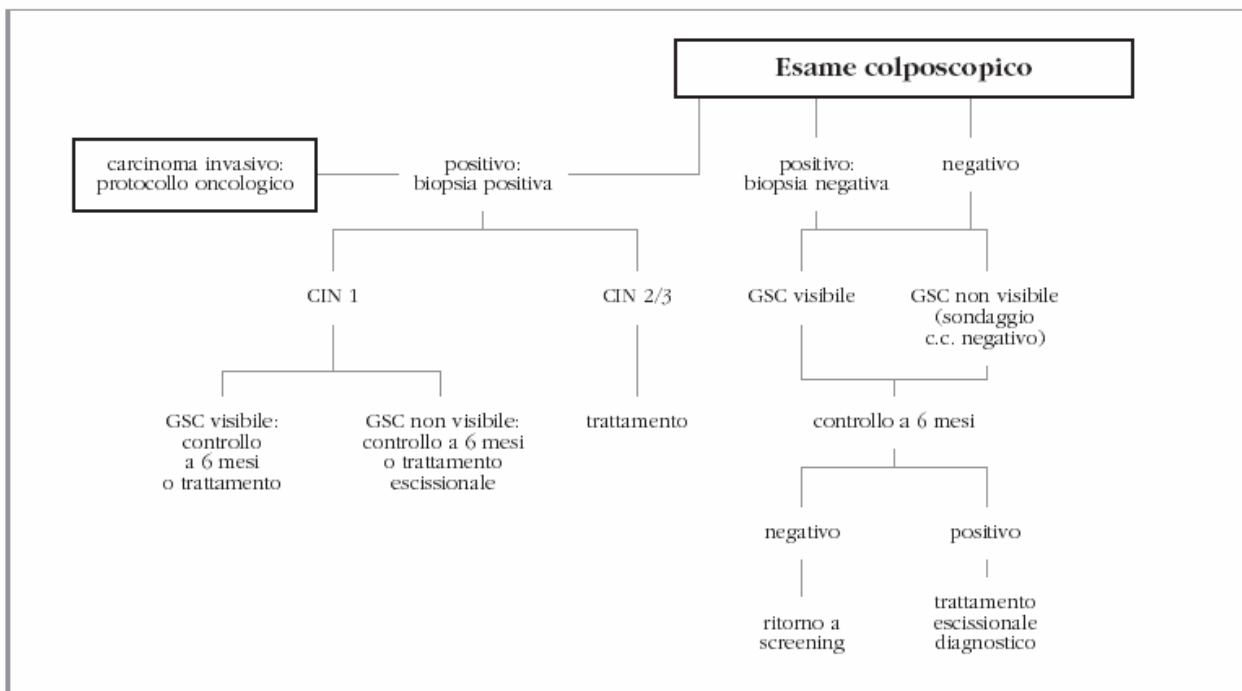 Esame colposcopico
carcinoma invasivo:
protocollo oncologico
positivo:
biopsia positiva
positivo:
biopsia negativa
negativo
CIN 1
CIN 2/3
GSC visibile
GSC non visibile
(sondaggio
c.c. negativo)
GSC visibile:
controllo
a 6 mesi
o trattamento
GSC non visibile:
controllo a 6 mesi
o trattamento
escissionale
trattamento
controllo a 6 mesi
negativo
positivo
ritorno a
screening
trattamento
escissionale
diagnostico